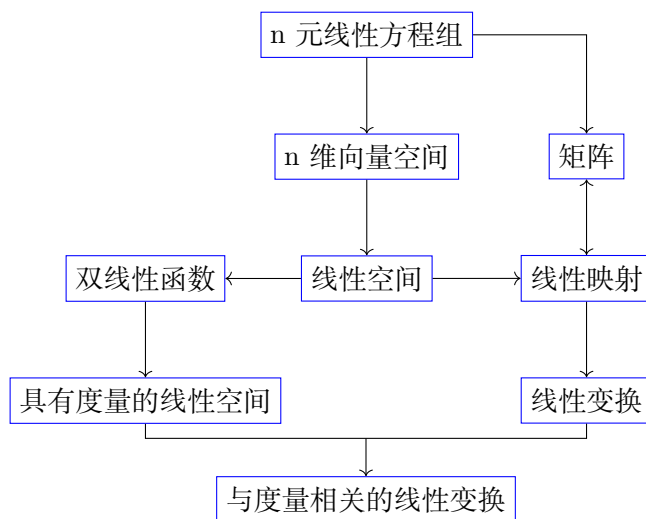 n 元线性方程组
n 维向量空间
矩阵
双线性函数
线性空间
线性映射
具有度量的线性空间
线性变换
与度量相关的线性变换